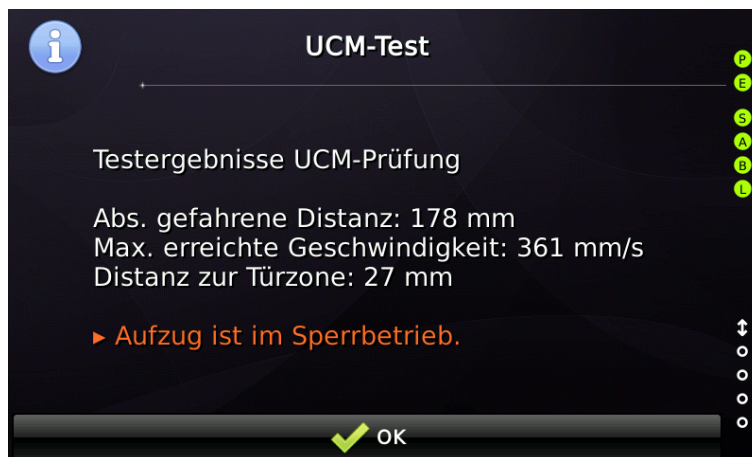 UCM-Test
Testergebnisse UCM-Prüfung
Abs. gefahrene Distanz: 178 mm
Max. erreichte Geschwindigkeit: 361 mm/s
Distanz zur Türzone: 27 mm
▸ Aufzug ist im Sperrbetrieb.
OK
P
E
S
A
B
L